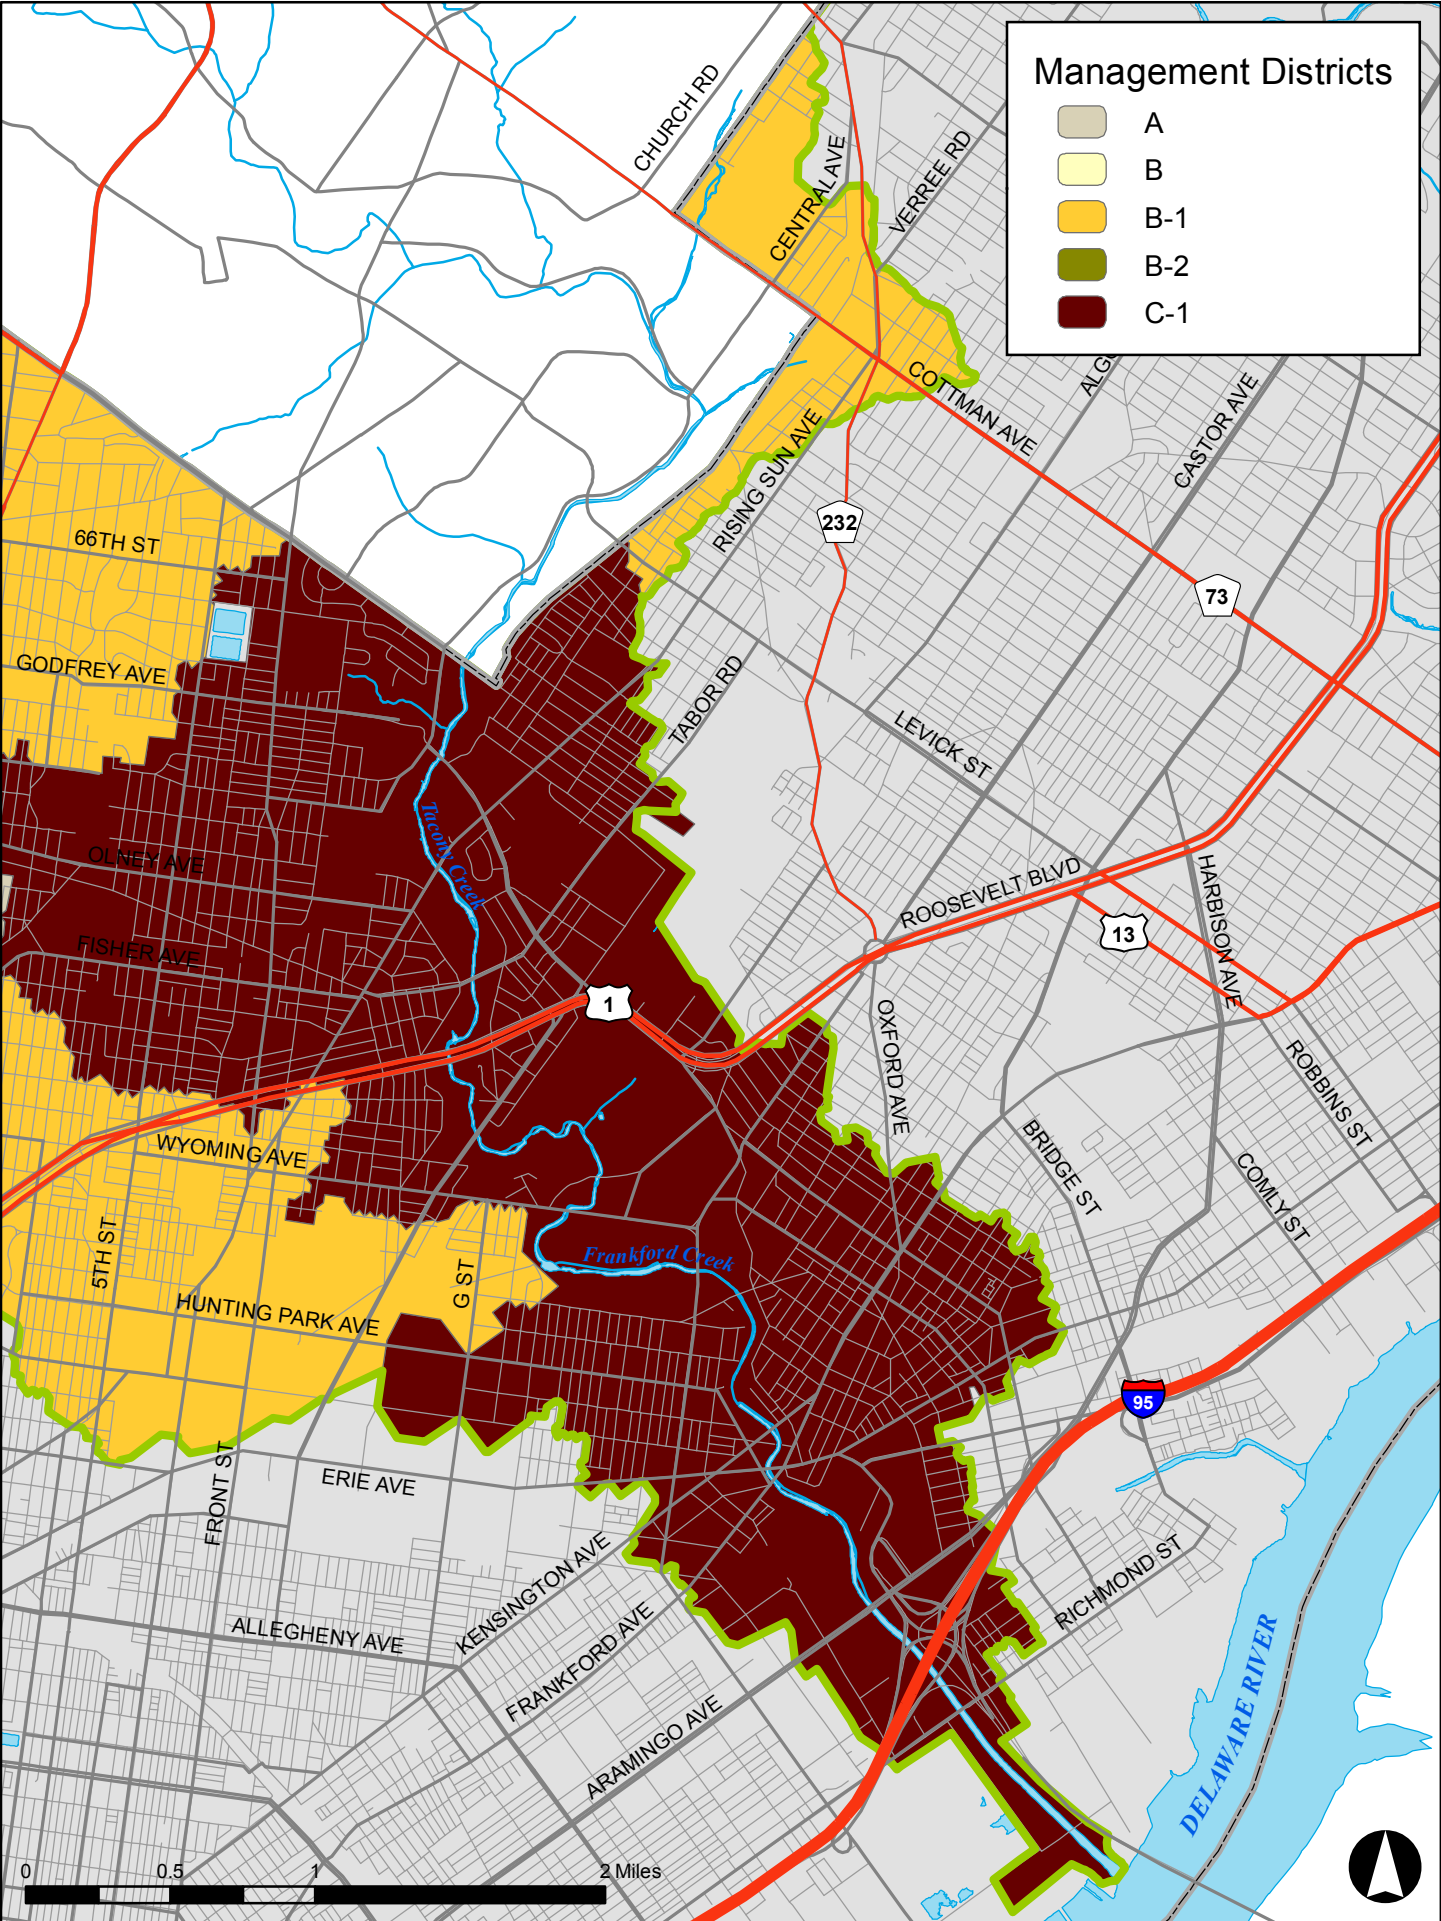 Management Districts
A
B
B-1
B-2
C-1
CHURCH RD
CENTRAL AVE
VERREE RD
COTTMAN AVE
CASTOR AVE
RISING SUN AVE
232
73
66TH ST
GODFREY AVE
TABOR RD
LEVICK ST
Tacony Creek
OLNEY AVE
ROOSEVELT BLVD
HARBISON AVE
13
FISHER AVE
1
OXFORD AVE
ROBBINS ST
WYOMING AVE
BRIDGE ST
COMLY ST
5TH ST
G ST
Frankford Creek
HUNTING PARK AVE
95
ERIE AVE
FRONT ST
KENSINGTON AVE
RICHMOND ST
ALLEGHENY AVE
FRANKFORD AVE
ARAMINGO AVE
DELAWARE RIVER
0 0.5 1 2 Miles